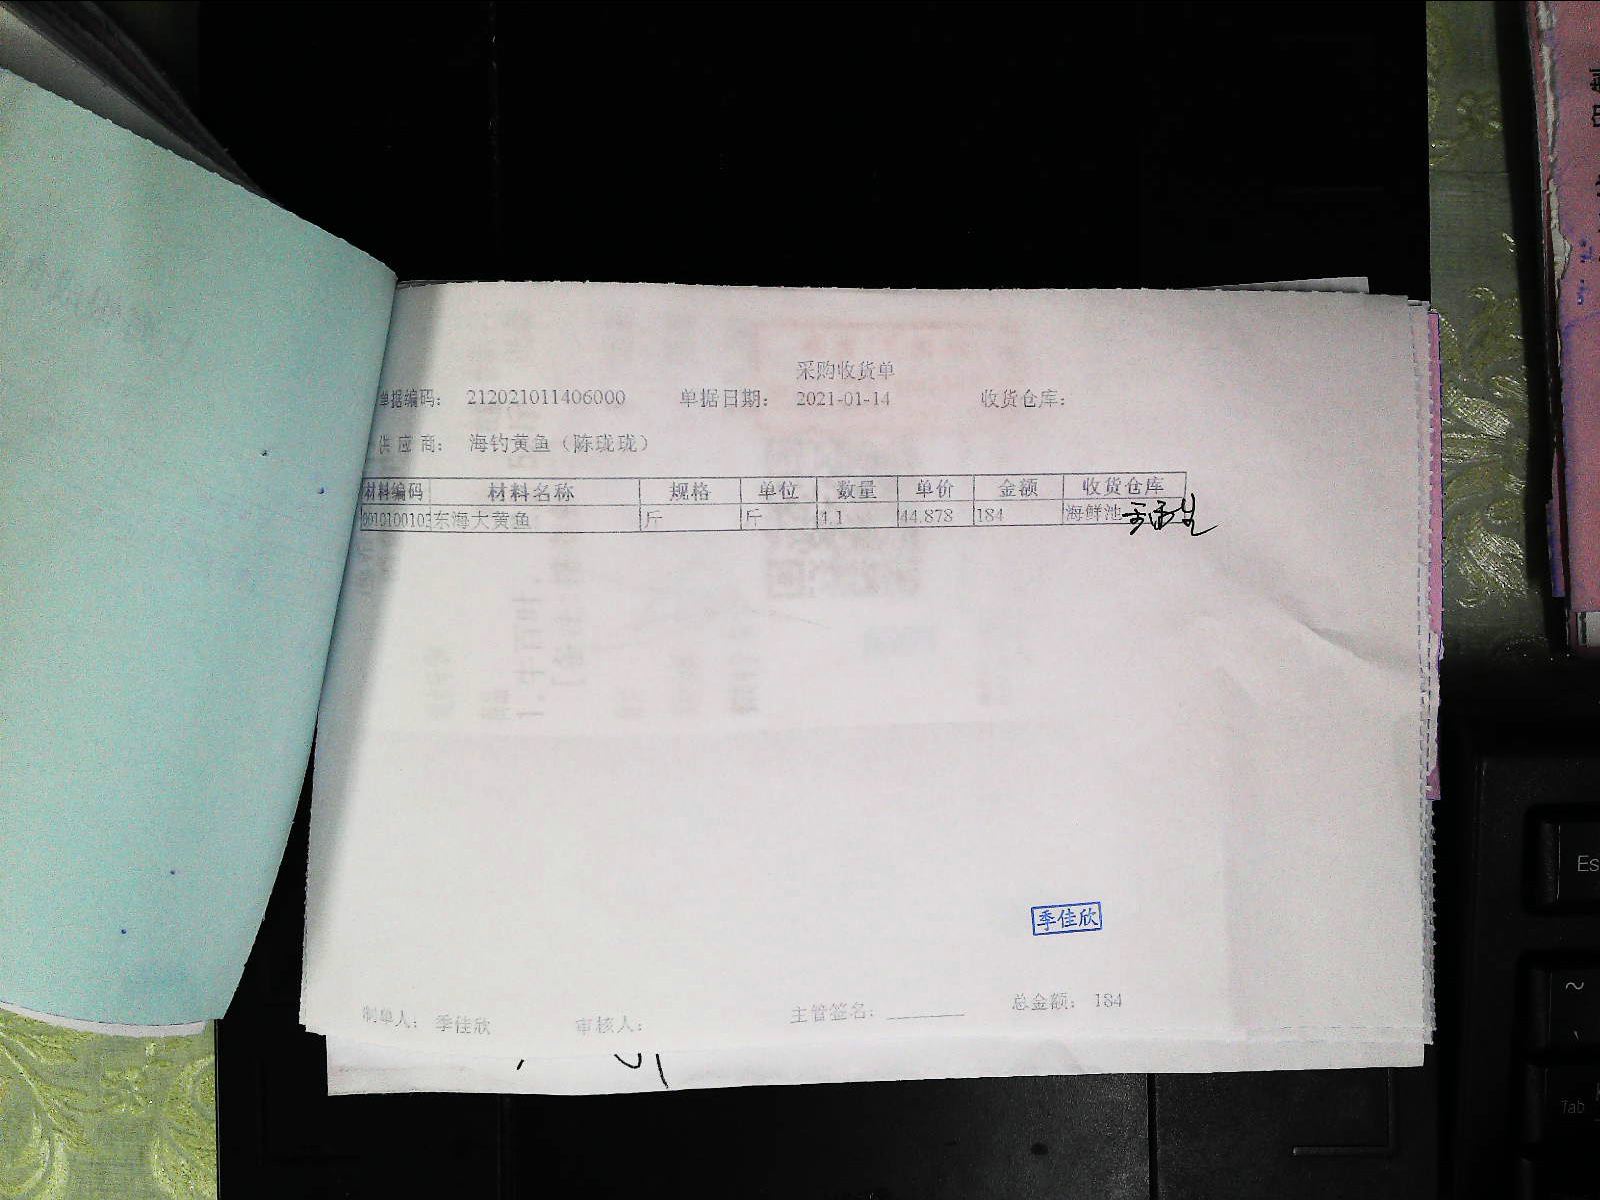 采购收货单
单据编码： 212021011406000 单据日期： 2021-01-14 收货仓库：
供 应 商： 海钓黄鱼（陈珑珑）
材料编码 材料名称 规格 单位 数量 单价 金额 收货仓库
001010010 东海大黄鱼 斤 斤 4.1 44.878 184 海鲜池
季佳欣
制单人： 季佳欣 审核人： 主管签名： 总金额： 184
Es
~
Tab